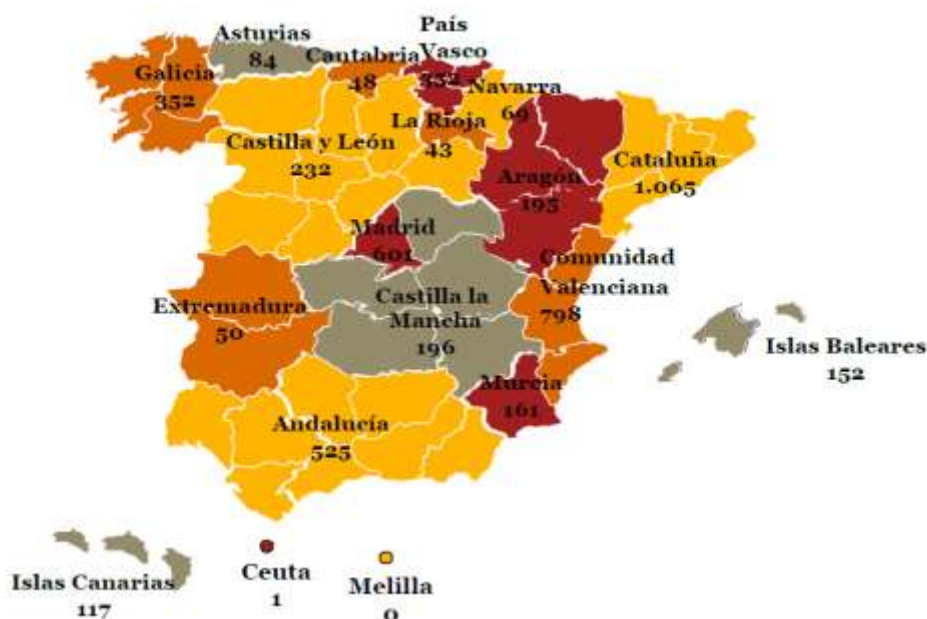 Asturias
84
País
Vasco
332
Cantabria
48
Galicia
352
Navarra
69
La Rioja
43
Castilla y León
232
Cataluña
1.065
Aragón
195
Madrid
601
Comunidad
Valenciana
798
Extremadura
50
Castilla la
Mancha
196
Islas Baleares
152
Murcia
161
Andalucía
525
Islas Canarias
117
Ceuta
1
Melilla
0